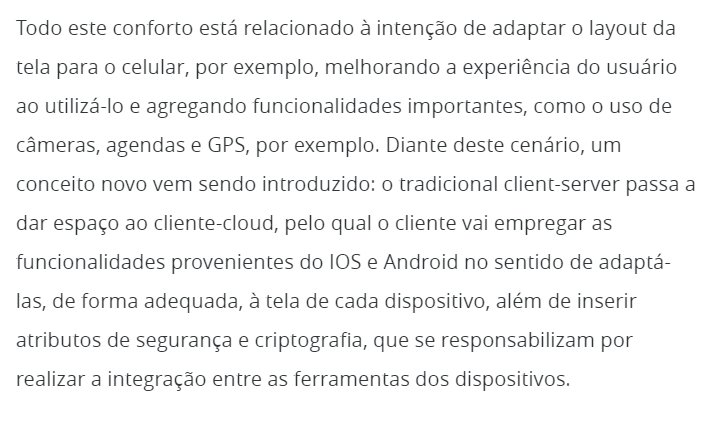 Todo este conforto está relacionado à intenção de adaptar o layout da
tela para o celular, por exemplo, melhorando a experiência do usuário
ao utilizá-lo e agregando funcionalidades importantes, como o uso de
câmeras, agendas e GPS, por exemplo. Diante deste cenário, um
conceito novo vem sendo introduzido: o tradicional client-server passa a
dar espaço ao cliente-cloud, pelo qual o cliente vai empregar as
funcionalidades provenientes do IOS e Android no sentido de adaptá-
las, de forma adequada, à tela de cada dispositivo, além de inserir
atributos de segurança e criptografia, que se responsabilizam por
realizar a integração entre as ferramentas dos dispositivos.